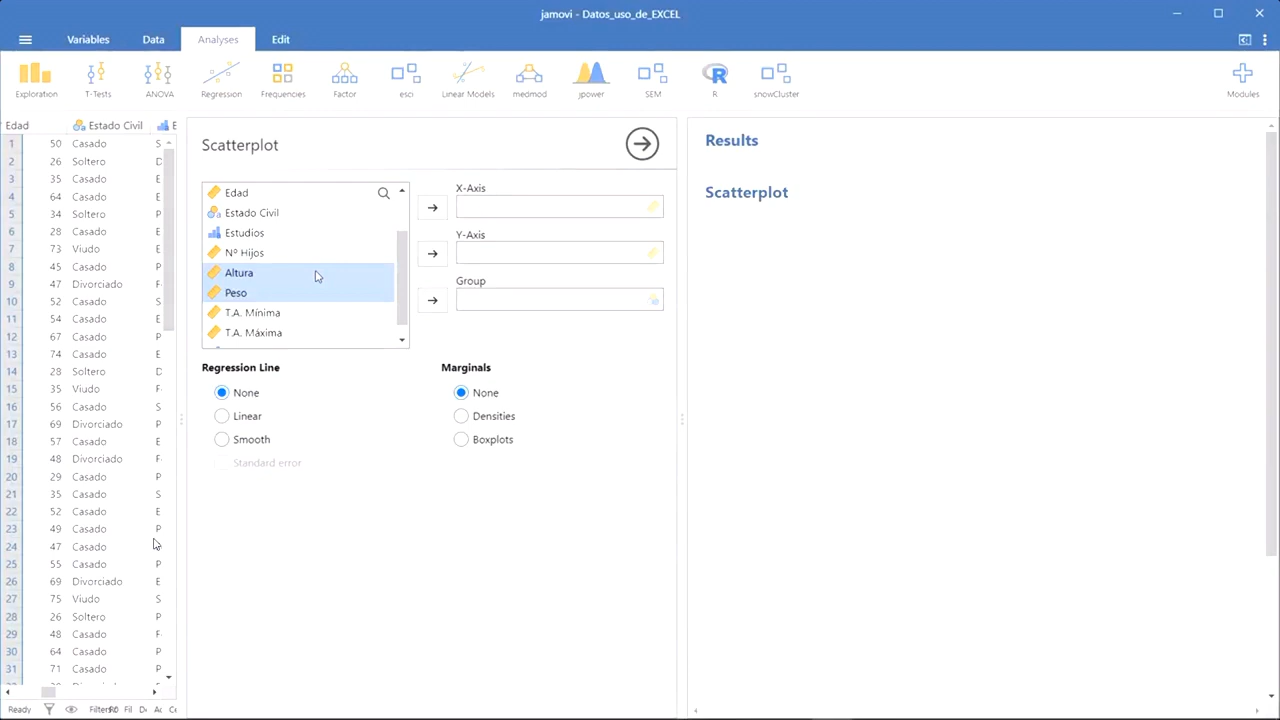 jamovi - Datos_uso_de_EXCEL
Variables Data Analyses Edit
Exploration T-Tests ANOVA Regression Frequencies Factor esci Linear Models medmod jpower SEM R snowCluster Modules
Edad Estado Civil E
1 50 Casado S
2 26 Soltero D
3 35 Casado E
4 64 Casado E
5 34 Soltero P
6 28 Casado E
7 73 Viudo E
8 45 Casado P
9 47 Divorciado F
10 52 Casado S
11 54 Casado E
12 67 Casado P
13 74 Casado E
14 28 Soltero D
15 35 Viudo F
16 56 Casado S
17 69 Divorciado P
18 57 Casado E
19 48 Divorciado F
20 29 Casado P
21 35 Casado S
22 52 Casado E
23 49 Casado P
24 47 Casado P
25 55 Casado P
26 69 Divorciado E
27 75 Viudo S
28 26 Soltero P
29 48 Casado F
30 64 Casado P
31 71 Casado P
Ready Filters
Scatterplot
Edad
Estado Civil
Estudios
Nº Hijos
Altura
Peso
T.A. Mínima
T.A. Máxima
X-Axis
Y-Axis
Group
Regression Line
None
Linear
Smooth
Standard error
Marginals
None
Densities
Boxplots
Results
Scatterplot